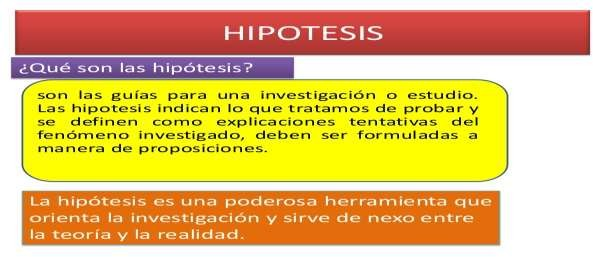 HIPOTESIS
¿Qué son las hipótesis?
son las guías para una investigación o estudio.
Las hipotesis indican lo que tratamos de probar y
se definen como explicaciones tentativas del
fenómeno investigado, deben ser formuladas a
manera de proposiciones.
La hipótesis es una poderosa herramienta que
orienta la investigación y sirve de nexo entre
la teoría y la realidad.